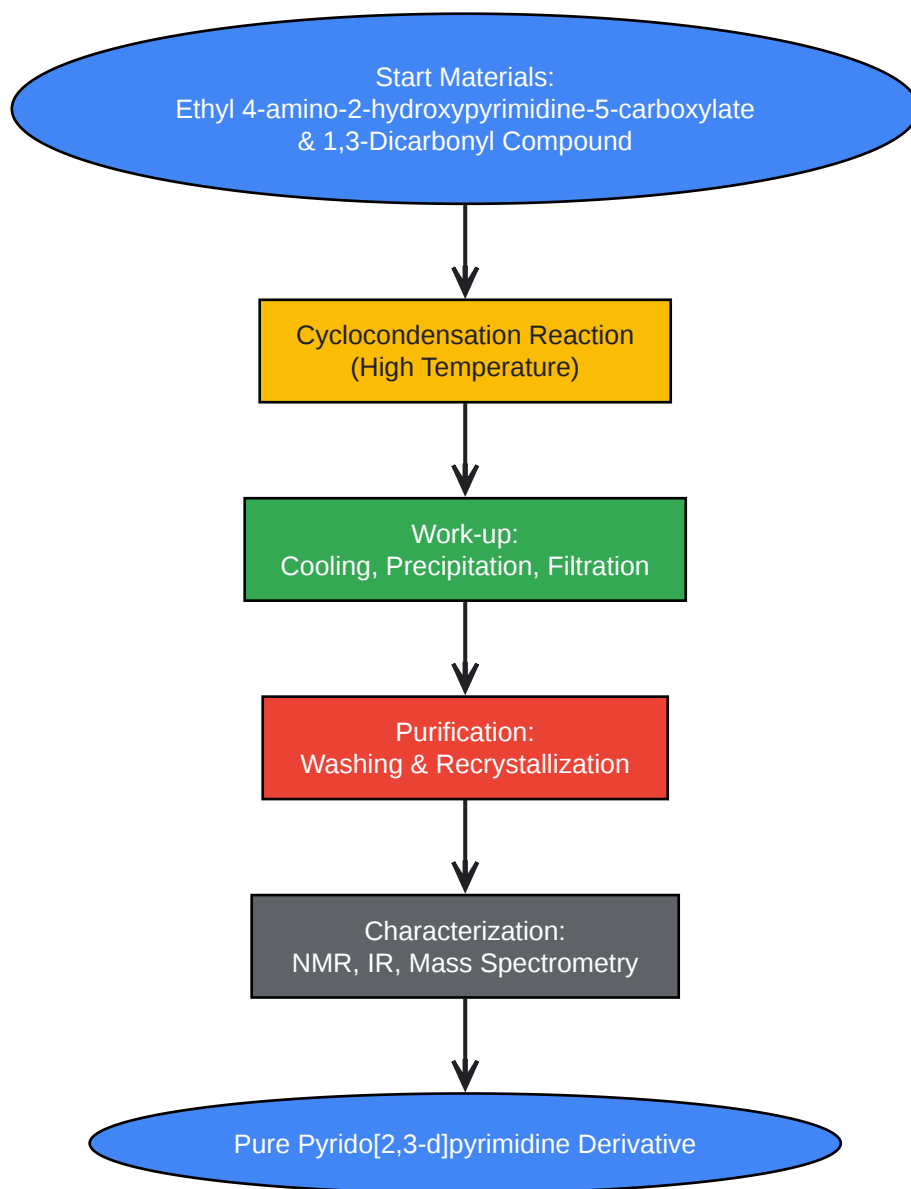 Start Materials:
Ethyl 4-amino-2-hydroxypyrimidine-5-carboxylate
& 1,3-Dicarbonyl Compound
Cyclocondensation Reaction
(High Temperature)
Work-up:
Cooling, Precipitation, Filtration
Purification:
Washing & Recrystallization
Characterization:
NMR, IR, Mass Spectrometry
Pure Pyrido[2,3-d]pyrimidine Derivative